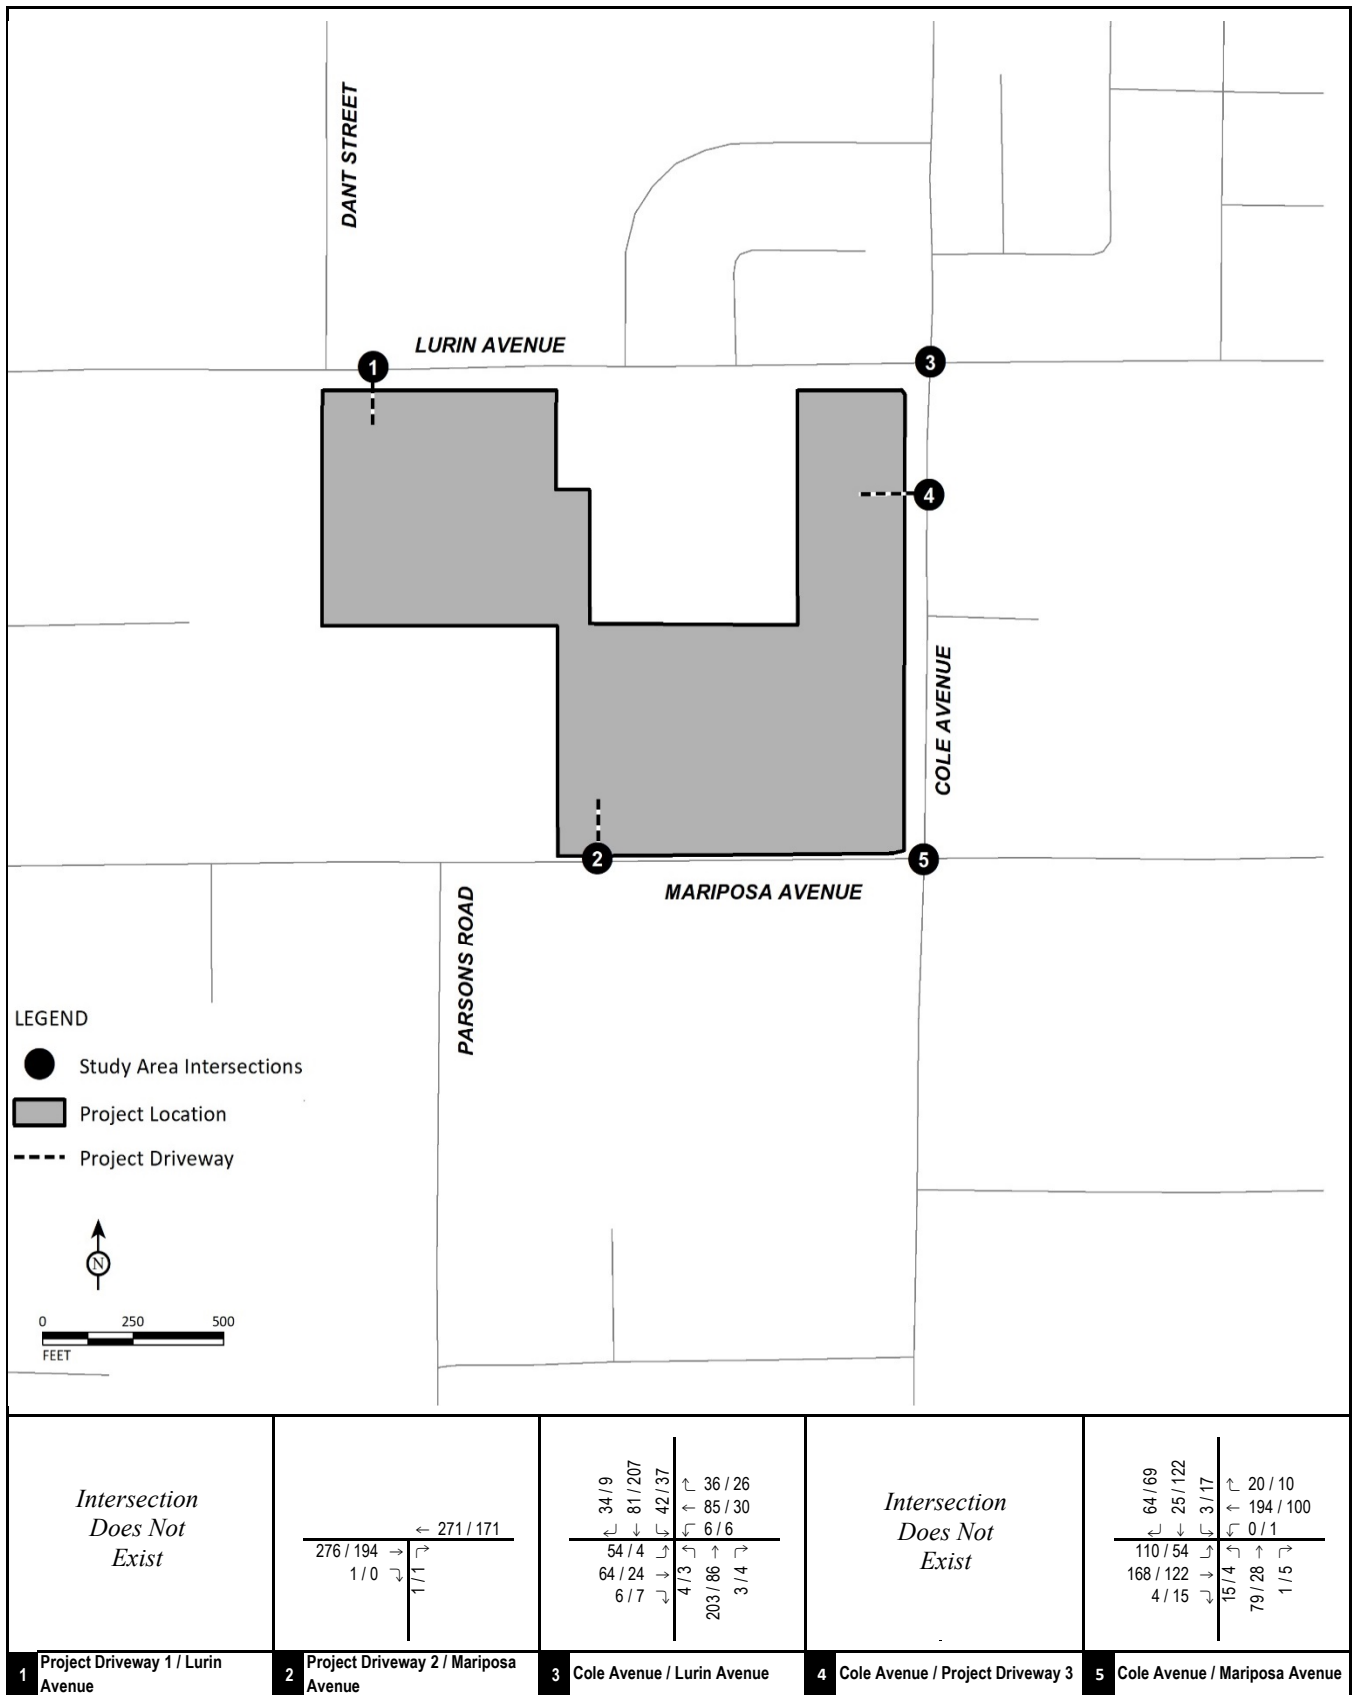 DANT STREET
LURIN AVENUE
1
3
4
COLE AVENUE
2
5
MARIPOSA AVENUE
PARSONS ROAD
LEGEND
Study Area Intersections
Project Location
Project Driveway
N
0 250 500
FEET
Intersection
Does Not
Exist
1 Project Driveway 1 / Lurin
Avenue
← 271 / 171
276 / 194 →
1 / 0
1 / 1
2 Project Driveway 2 / Mariposa
Avenue
34 / 9
81 / 207
42 / 37
36 / 26
← 85 / 30
6 / 6
54 / 4
64 / 24 →
6 / 7
4 / 3
203 / 86
3 / 4
3 Cole Avenue / Lurin Avenue
Intersection
Does Not
Exist
4 Cole Avenue / Project Driveway 3
64 / 69
25 / 122
3 / 17
20 / 10
← 194 / 100
0 / 1
110 / 54
168 / 122 →
4 / 15
15 / 4
79 / 28
1 / 5
5 Cole Avenue / Mariposa Avenue